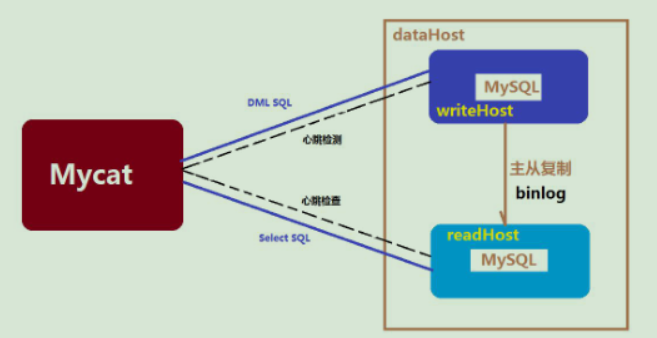 dataHost
MySQL
writeHost
DML SQL
心跳检测
Mycat
主从复制
binlog
心跳检查
Select SQL
readHost
MySQL